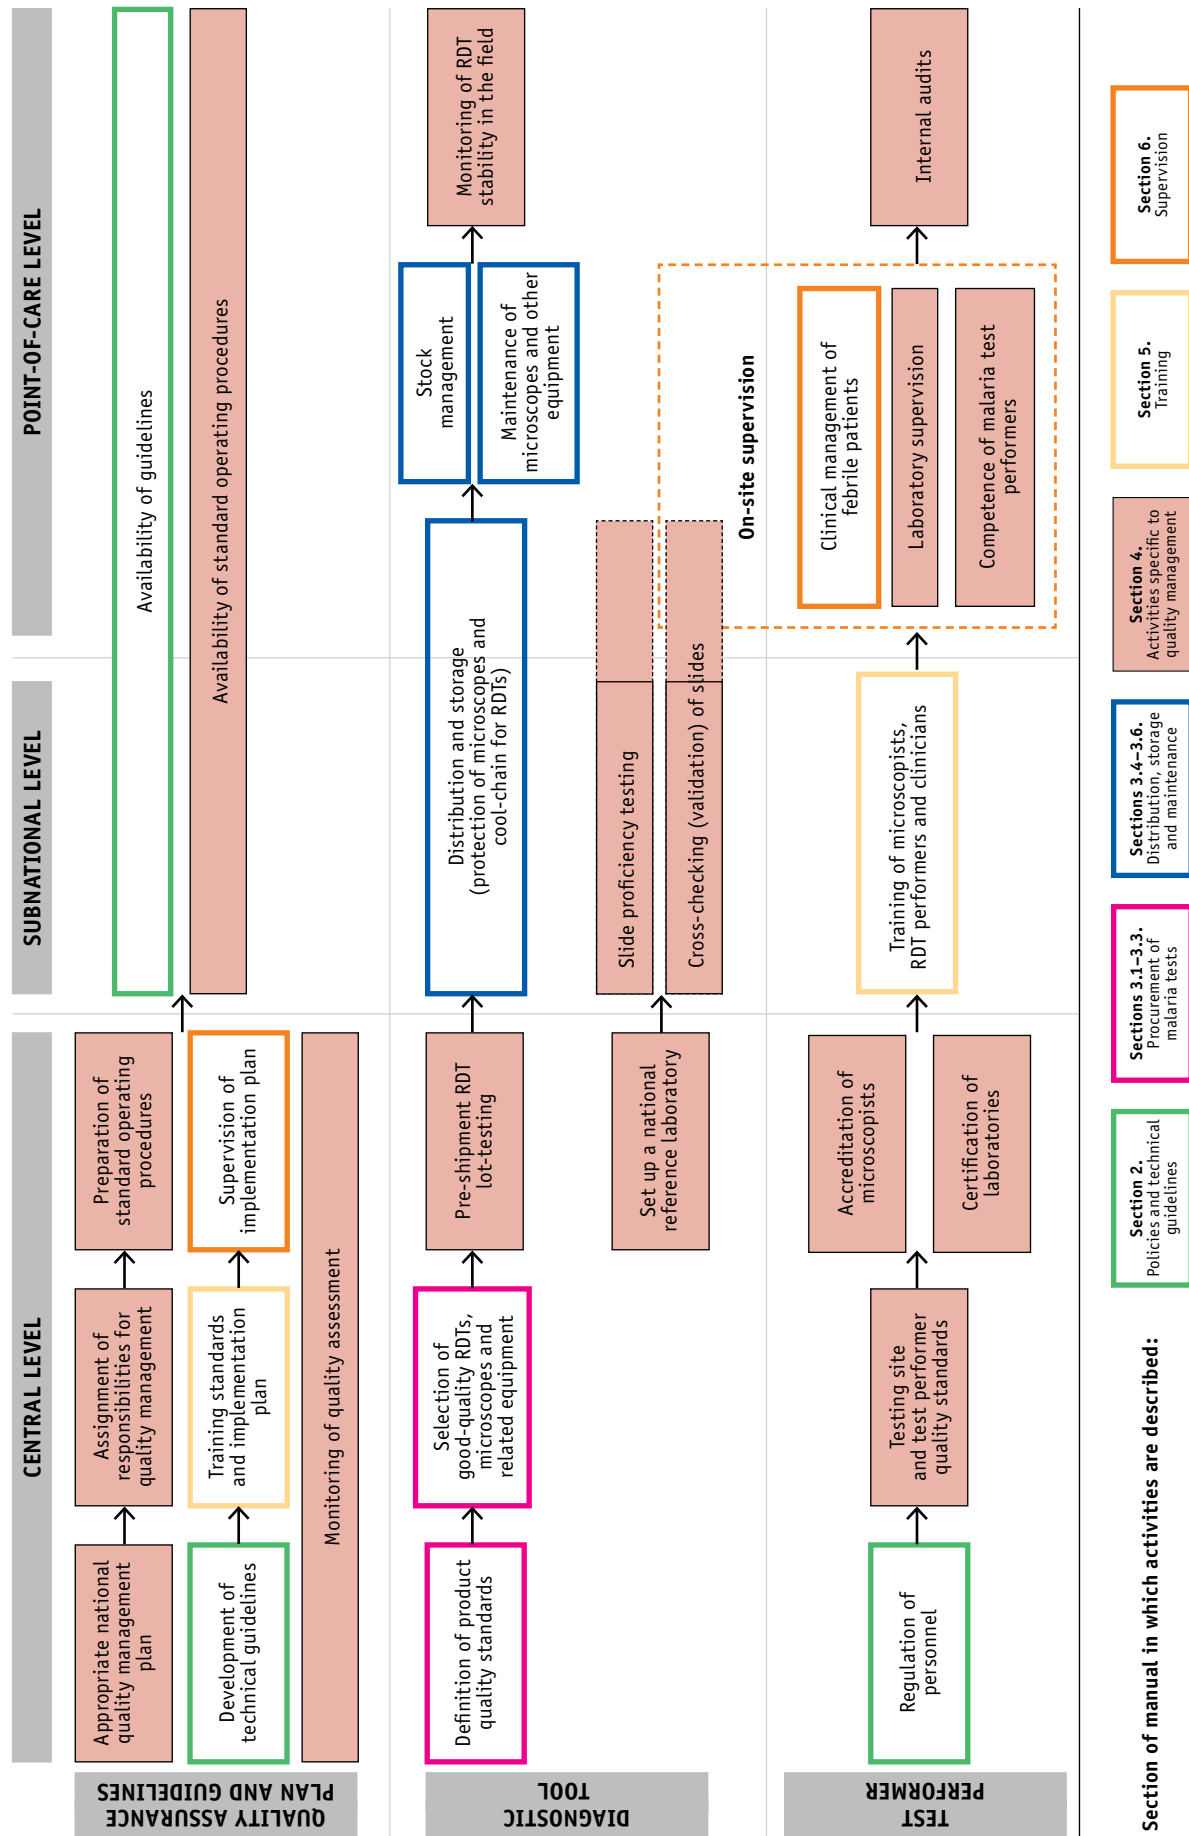 CENTRAL LEVEL
SUBNATIONAL LEVEL
POINT-OF-CARE LEVEL
QUALITY ASSURANCE
PLAN AND GUIDELINES
Appropriate national
quality management
plan
Assignment of
responsibilities for
quality management
Preparation of
standard operating
procedures
Development of
technical guidelines
Training standards
and implementation
plan
Supervision of
implementation plan
Monitoring of quality assessment
Availability of guidelines
Availability of standard operating procedures
DIAGNOSTIC
TOOL
Definition of product
quality standards
Selection of
good-quality RDTs,
microscopes and
related equipment
Pre-shipment RDT
lot-testing
Distribution and storage
(protection of microscopes and
cool-chain for RDTs)
Stock
management
Maintenance of
microscopes and other
equipment
Monitoring of RDT
stability in the field
Set up a national
reference laboratory
Slide proficiency testing
Cross-checking (validation) of slides
TEST
PERFORMER
Regulation of
personnel
Testing site
and test performer
quality standards
Accreditation of
microscopists
Certification of
laboratories
Training of microscopists,
RDT performers and clinicians
On-site supervision
Clinical management of
febrile patients
Laboratory supervision
Competence of malaria test
performers
Internal audits
Section of manual in which activities are described:
Section 2.
Policies and technical
guidelines
Sections 3.1–3.3.
Procurement of
malaria tests
Sections 3.4–3.6.
Distribution, storage
and maintenance
Section 4.
Activities specific to
quality management
Section 5.
Training
Section 6.
Supervision